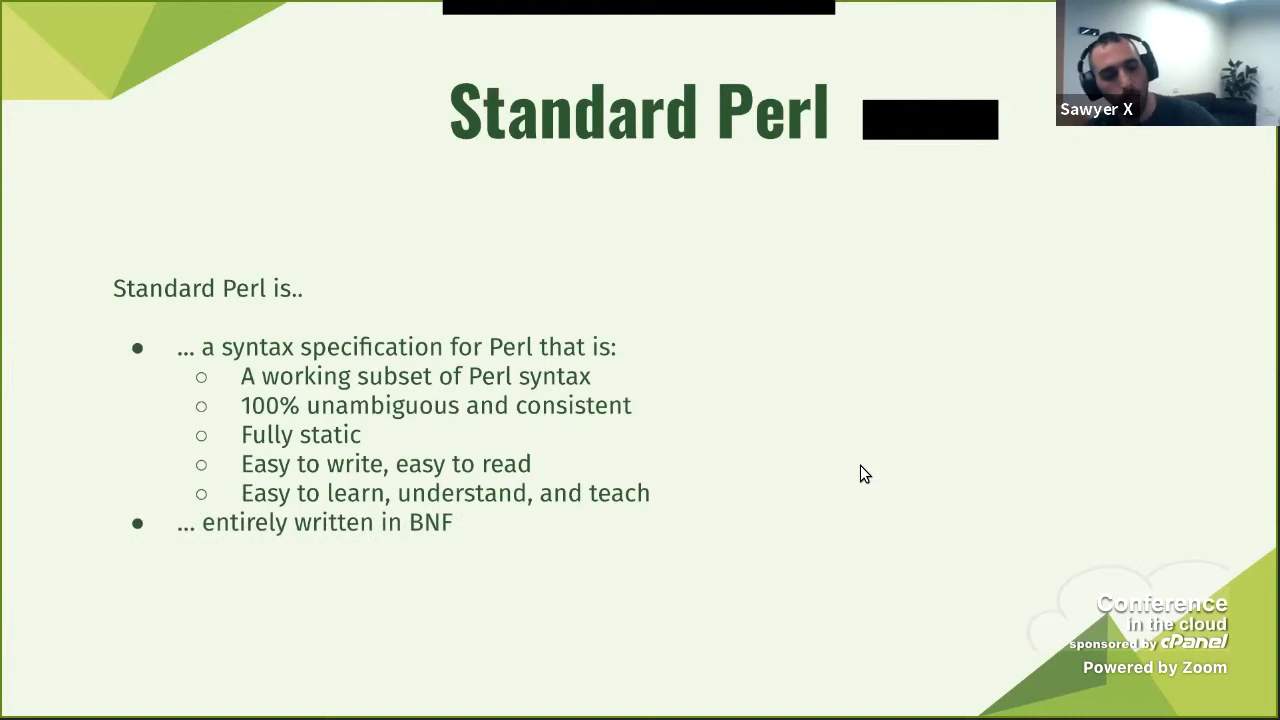 Standard Perl
Sawyer X
Standard Perl is..
● ... a syntax specification for Perl that is:
○ A working subset of Perl syntax
○ 100% unambiguous and consistent
○ Fully static
○ Easy to write, easy to read
○ Easy to learn, understand, and teach
● ... entirely written in BNF
Conference
in the cloud
sponsored by cPanel
Powered by Zoom